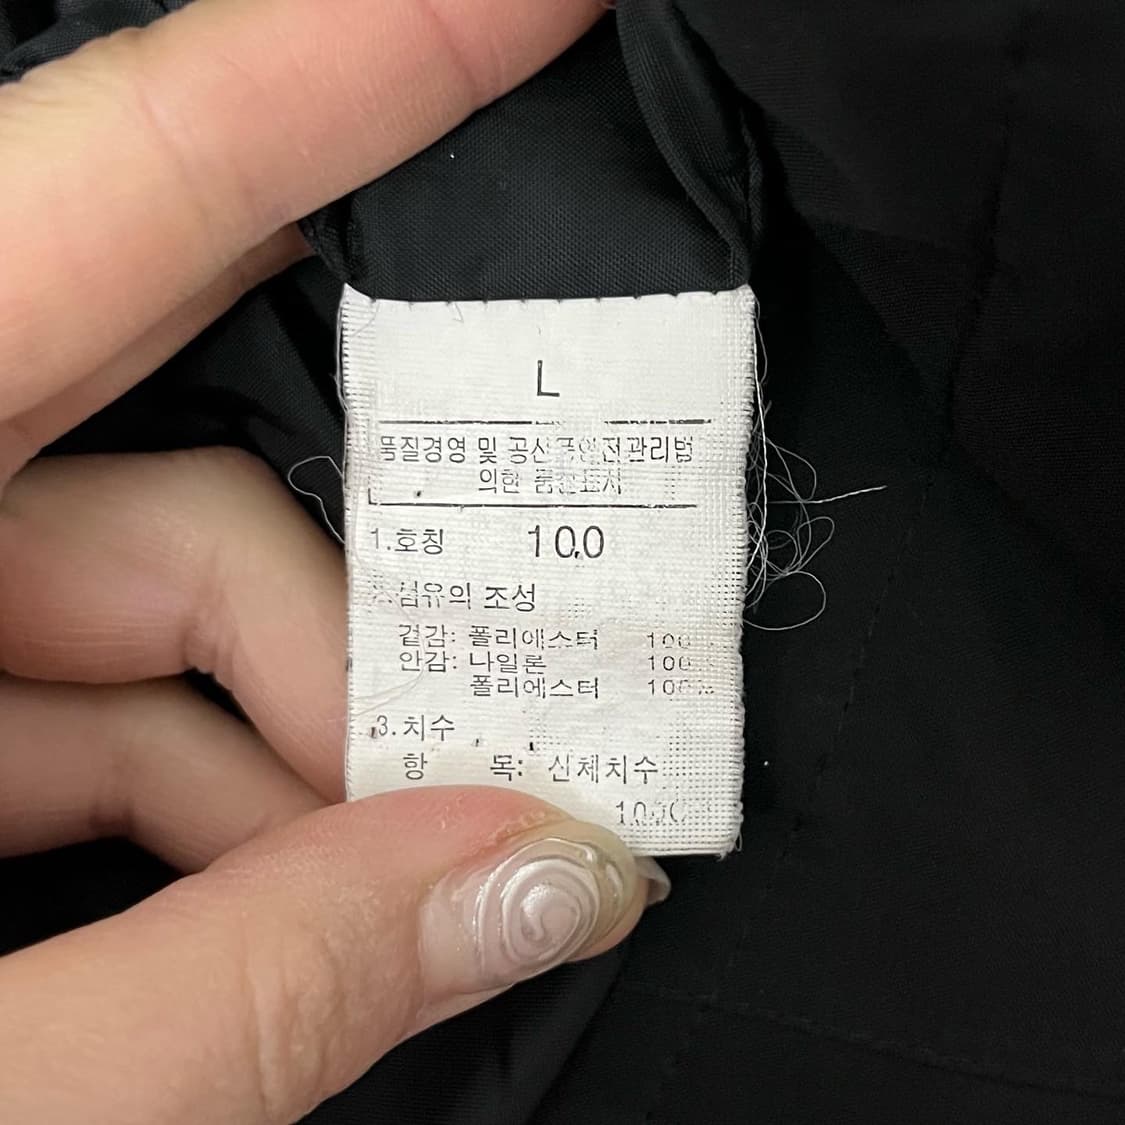 L
품질경영 및 공산품안전관리법
의한 품질표시
1.호칭 100
섬유의 조성
겉감: 폴리에스터 100
안감: 나일론 100
폴리에스터 100%
3.치수
항 목: 신체치수